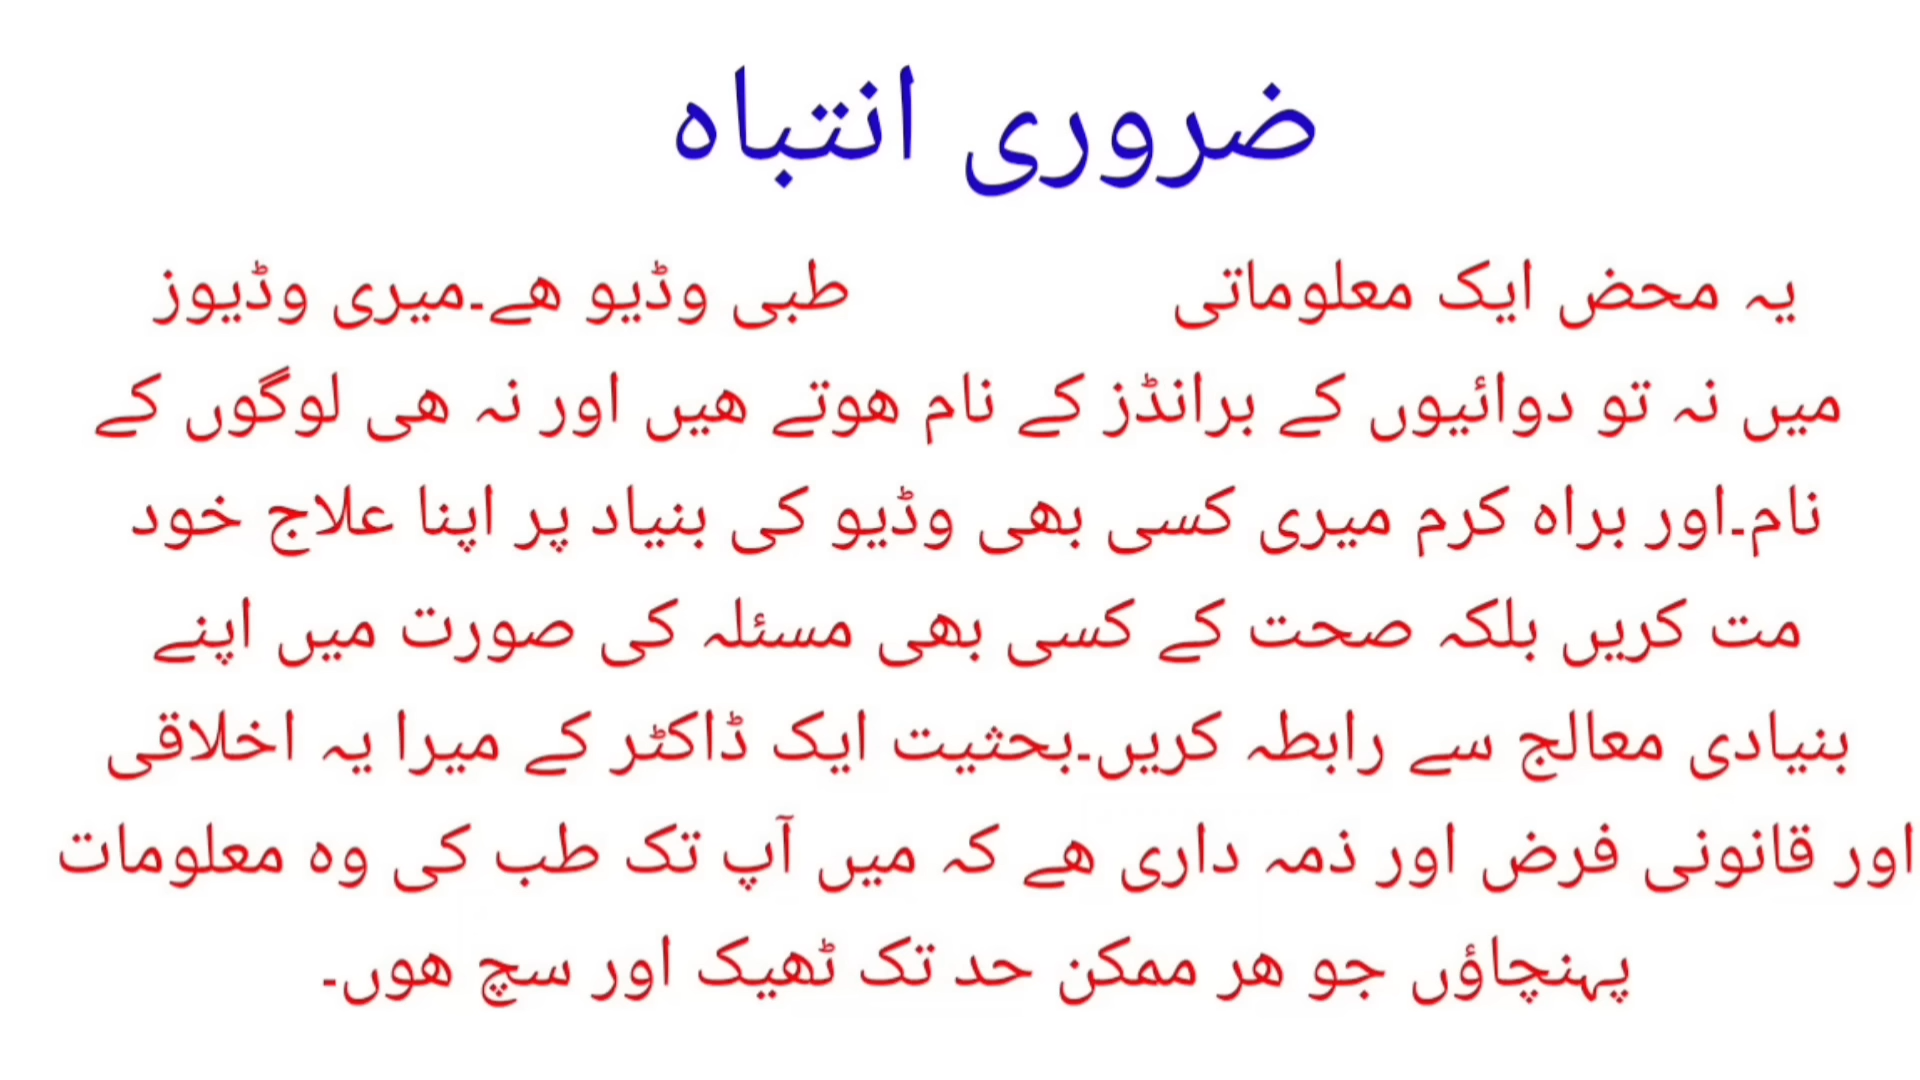 ضروری انتباہ
یہ محض ایک معلوماتی طبی وڈیو ھے۔میری وڈیوز
میں نہ تو دوائیوں کے برانڈز کے نام ھوتے ھیں اور نہ ھی لوگوں کے
نام۔اور براہ کرم میری کسی بھی وڈیو کی بنیاد پر اپنا علاج خود
مت کریں بلکہ صحت کے کسی بھی مسئلہ کی صورت میں اپنے
بنیادی معالج سے رابطہ کریں۔بحثیت ایک ڈاکٹر کے میرا یہ اخلاقی
اور قانونی فرض اور ذمہ داری ھے کہ میں آپ تک طب کی وہ معلومات
پہنچاؤں جو ھر ممکن حد تک ٹھیک اور سچ ھوں۔